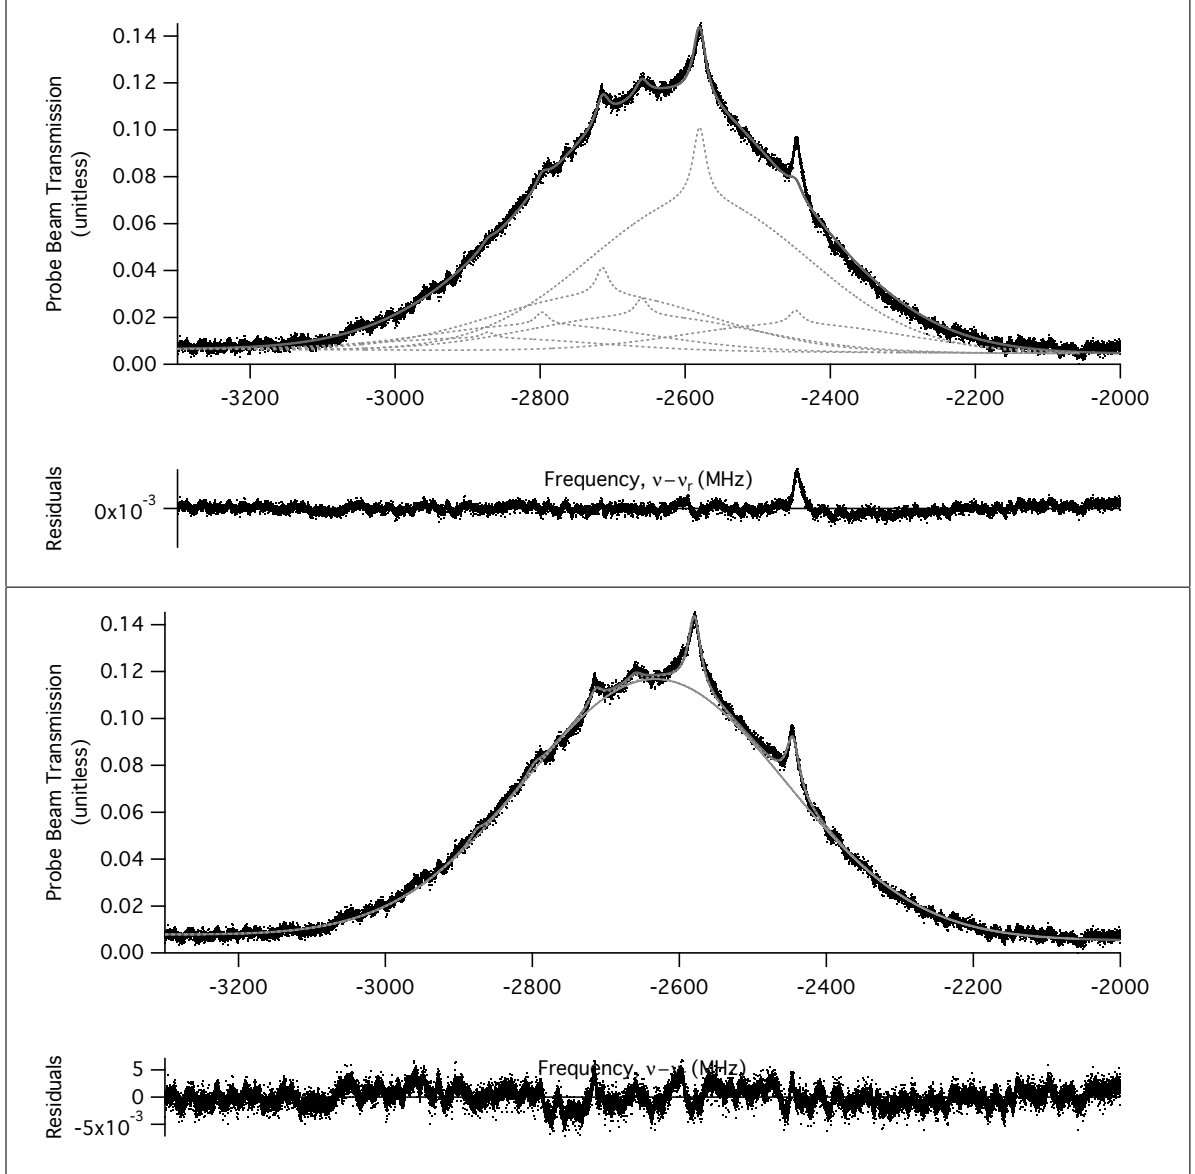 0.14
0.12
0.10
0.08
0.06
0.04
0.02
0.00
Probe Beam Transmission
(unitless)
-3200 -3000 -2800 -2600 -2400 -2200 -2000
Frequency, ν−νr (MHz)
Residuals
0x10-3
0.14
0.12
0.10
0.08
0.06
0.04
0.02
0.00
Probe Beam Transmission
(unitless)
-3200 -3000 -2800 -2600 -2400 -2200 -2000
Frequency, ν− (MHz)
Residuals
5
0
-5x10-3